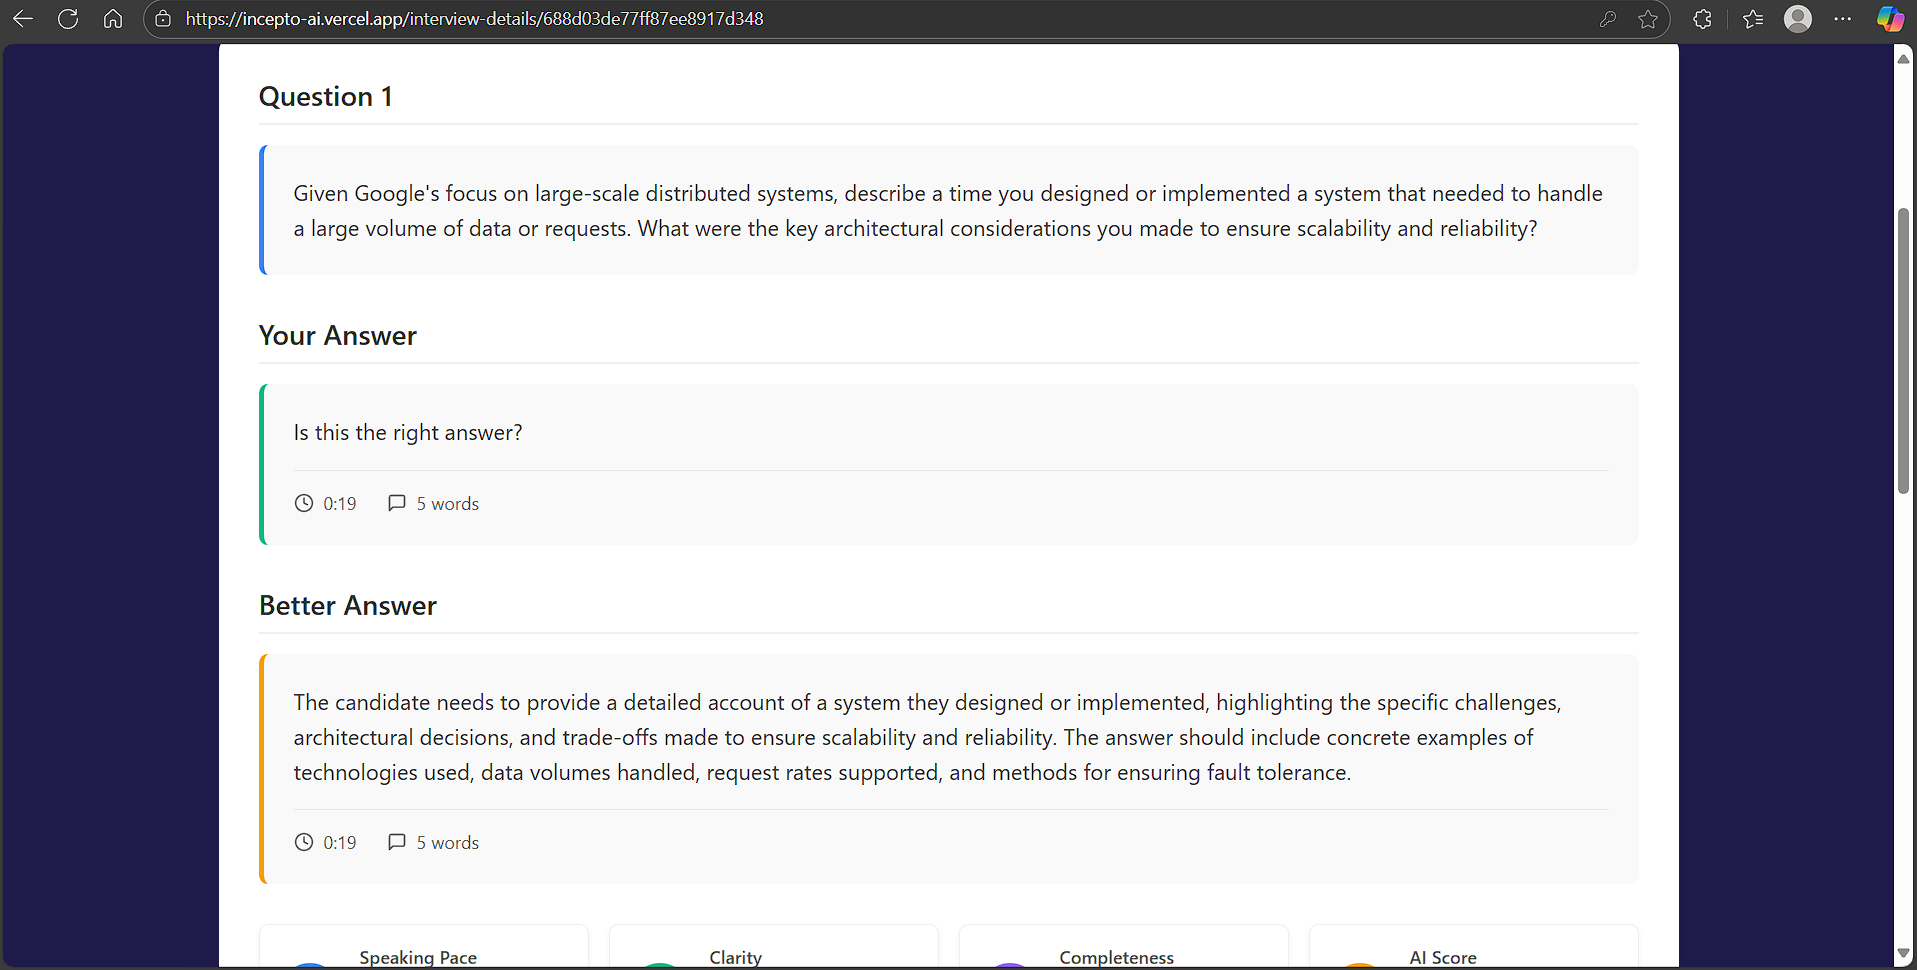 https://incepto-ai.vercel.app/interview-details/688d03de77ff87ee8917d348
Question 1
Given Google's focus on large-scale distributed systems, describe a time you designed or implemented a system that needed to handle
a large volume of data or requests. What were the key architectural considerations you made to ensure scalability and reliability?
Your Answer
Is this the right answer?
0:19 5 words
Better Answer
The candidate needs to provide a detailed account of a system they designed or implemented, highlighting the specific challenges,
architectural decisions, and trade-offs made to ensure scalability and reliability. The answer should include concrete examples of
technologies used, data volumes handled, request rates supported, and methods for ensuring fault tolerance.
0:19 5 words
Speaking Pace Clarity Completeness AI Score